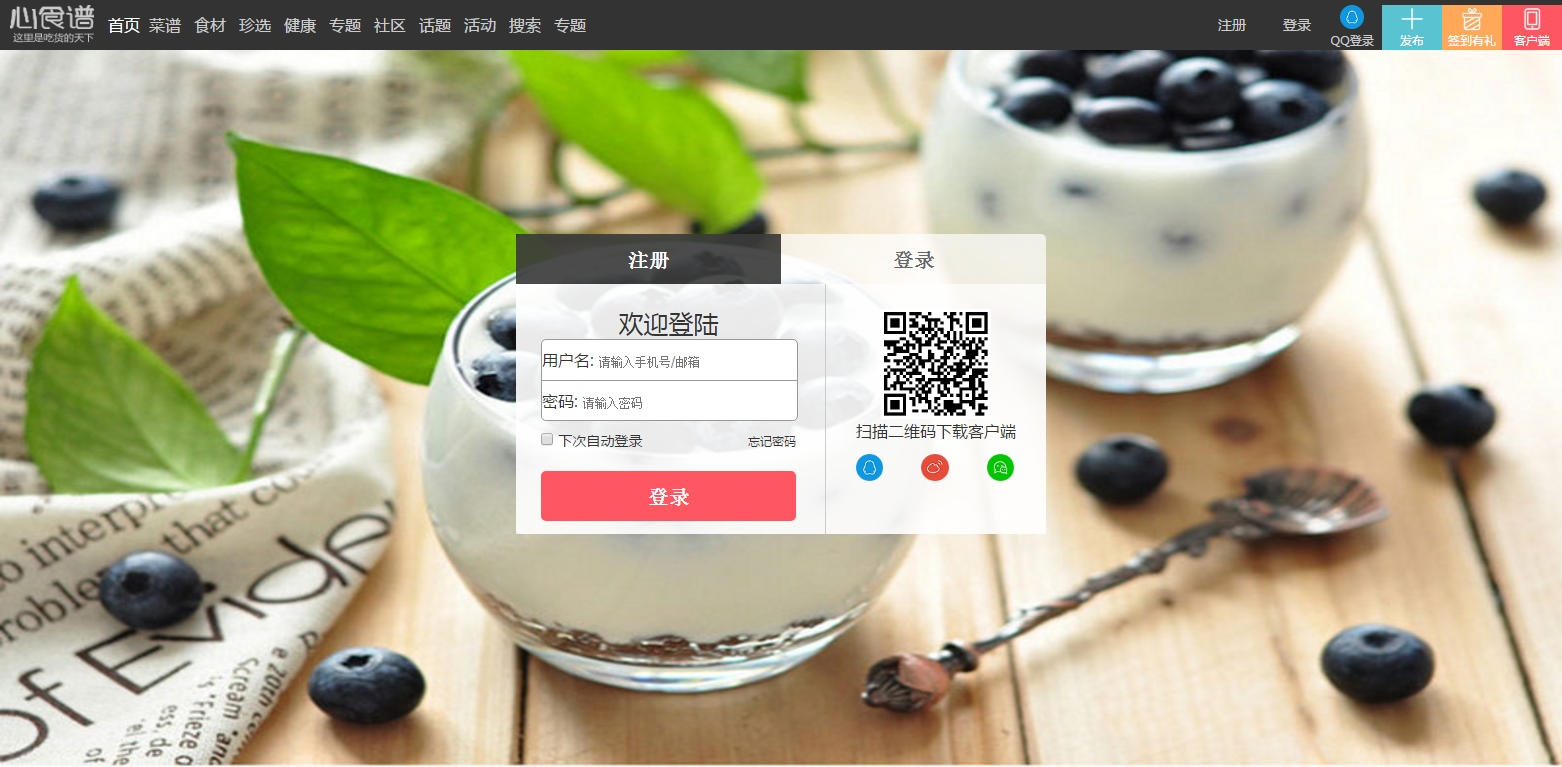 心食谱
这里是吃货的天下
首页 菜谱 食材 珍选 健康 专题 社区 话题 活动 搜索 专题
注册 登录 QQ登录 发布 签到有礼 客户端
注册 登录
欢迎登陆
用户名: 请输入手机号/邮箱
密码: 请输入密码
下次自动登录 忘记密码
登录
扫描二维码下载客户端
to interpr
that co
proble
of Evide
Scream